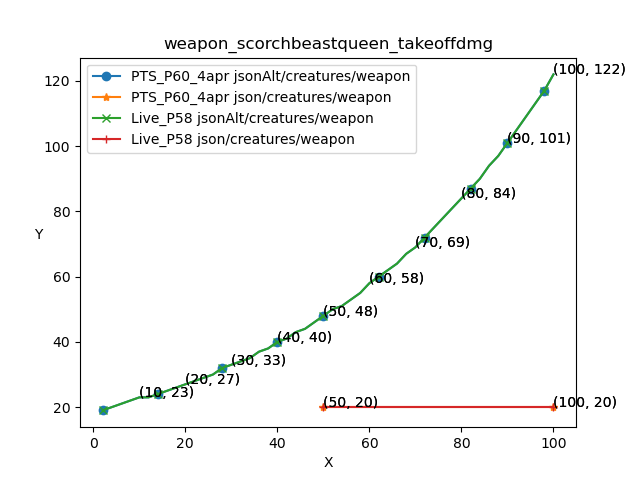 weapon_scorchbeastqueen_takeoffdmg
PTS_P60_4apr jsonAlt/creatures/weapon
PTS_P60_4apr json/creatures/weapon
Live_P58 jsonAlt/creatures/weapon
Live_P58 json/creatures/weapon
(100, 122)
(90, 101)
(80, 84)
(70, 69)
(60, 58)
(50, 48)
(40, 40)
(30, 33)
(20, 27)
(10, 23)
(50, 20)
(100, 20)
Y
120
100
80
60
40
20
0 20 40 60 80 100
X